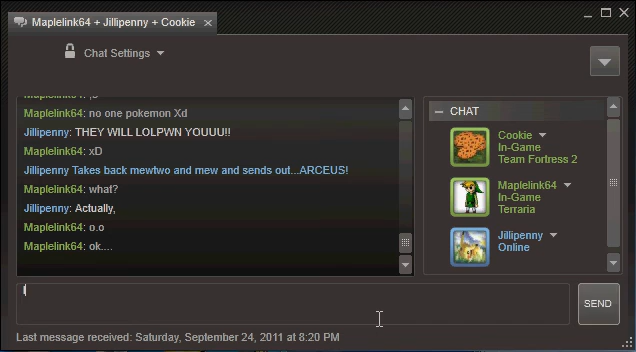 Maplelink64 + Jillipenny + Cookie
Chat Settings
Maplelink64: ;D
Maplelink64: no one pokemon Xd
Jillipenny: THEY WILL LOLPWN YOUUU!!
Maplelink64: xD
Jillipenny Takes back mewtwo and mew and sends out...ARCEUS!
Maplelink64: what?
Jillipenny: Actually,
Maplelink64: o.o
Maplelink64: ok....
CHAT
Cookie
In-Game
Team Fortress 2
Maplelink64
In-Game
Terraria
Jillipenny
Online
SEND
Last message received: Saturday, September 24, 2011 at 8:20 PM